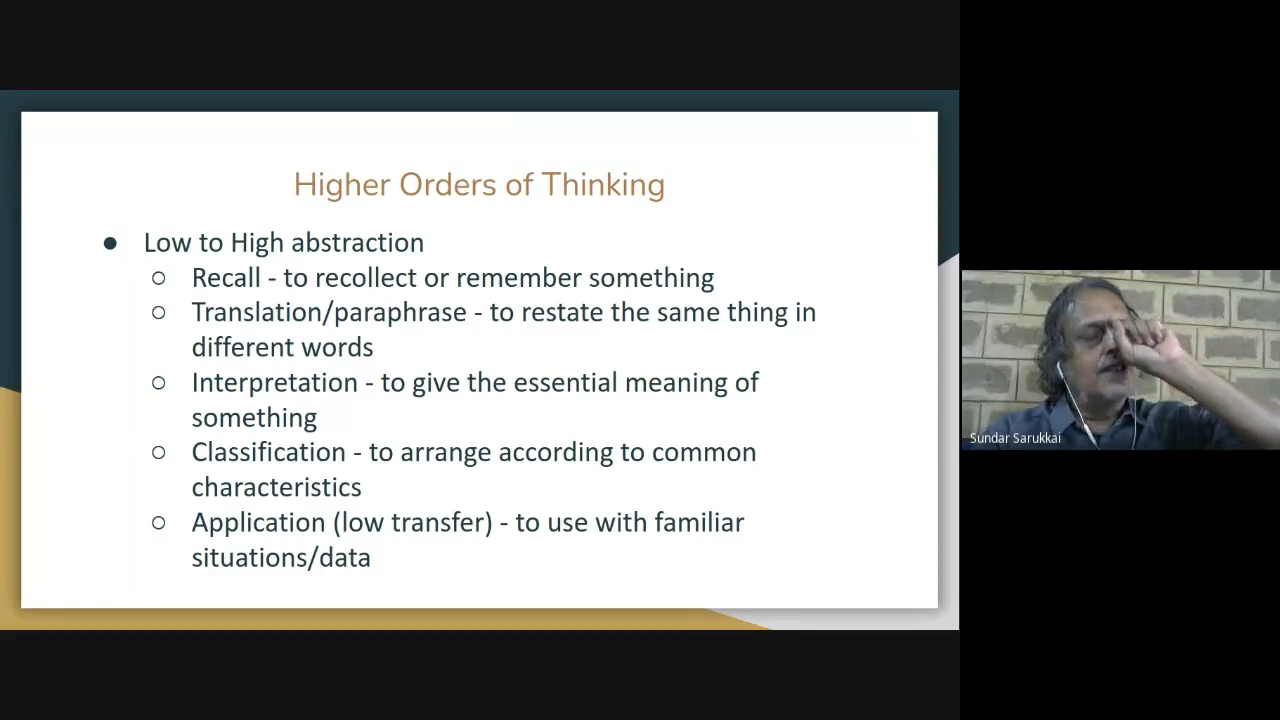 Higher Orders of Thinking
● Low to High abstraction
○ Recall - to recollect or remember something
○ Translation/paraphrase - to restate the same thing in
different words
○ Interpretation - to give the essential meaning of
something
○ Classification - to arrange according to common
characteristics
○ Application (low transfer) - to use with familiar
situations/data
Sundar Sarukkai